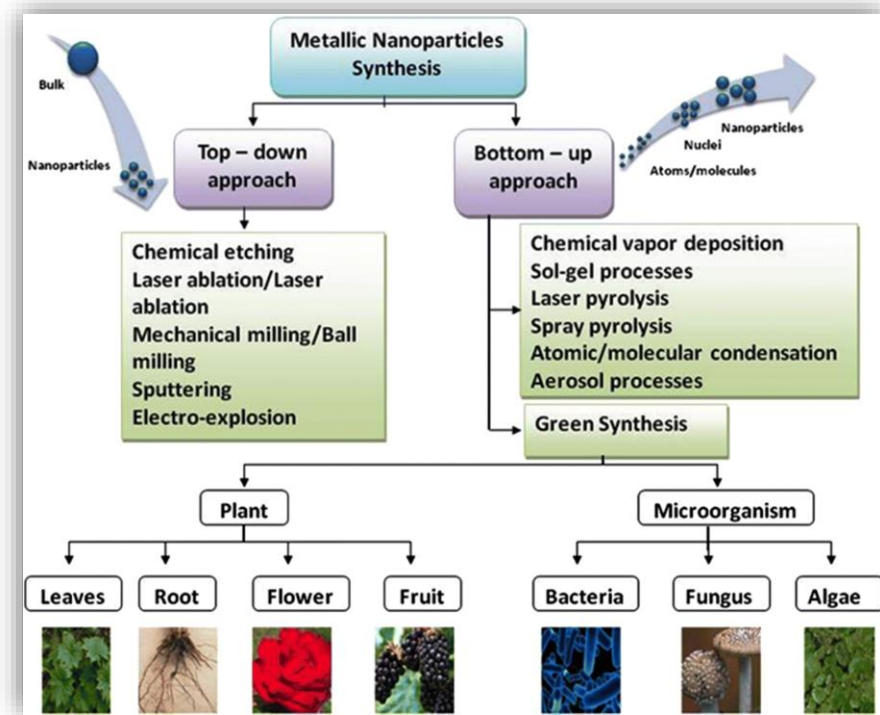 Metallic Nanoparticles
Synthesis
Bulk
Nanoparticles
Top – down
approach
Bottom – up
approach
Nanoparticles
Nuclei
Atoms/molecules
Chemical etching
Laser ablation/Laser
ablation
Mechanical milling/Ball
milling
Sputtering
Electro-explosion
Chemical vapor deposition
Sol-gel processes
Laser pyrolysis
Spray pyrolysis
Atomic/molecular condensation
Aerosol processes
Green Synthesis
Plant
Microorganism
Leaves
Root
Flower
Fruit
Bacteria
Fungus
Algae